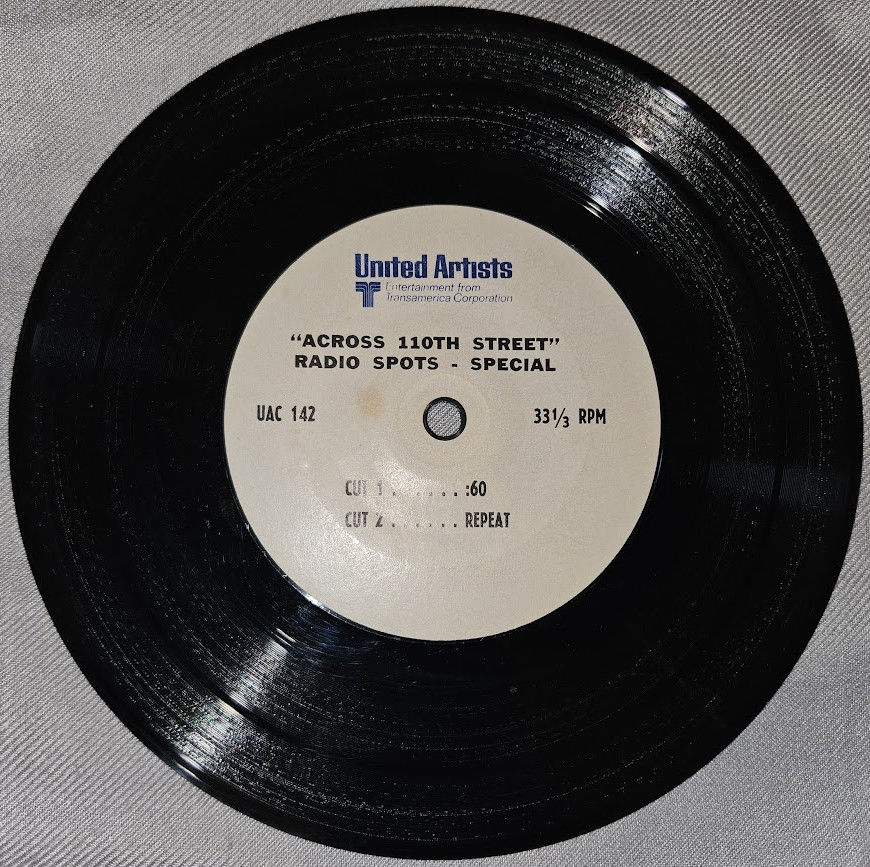 United Artists
Entertainment from
Transamerica Corporation
“ACROSS 110TH STREET”
RADIO SPOTS - SPECIAL
UAC 142
33⅓ RPM
CUT 1 . . . . . . . :60
CUT 2 . . . . . . REPEAT